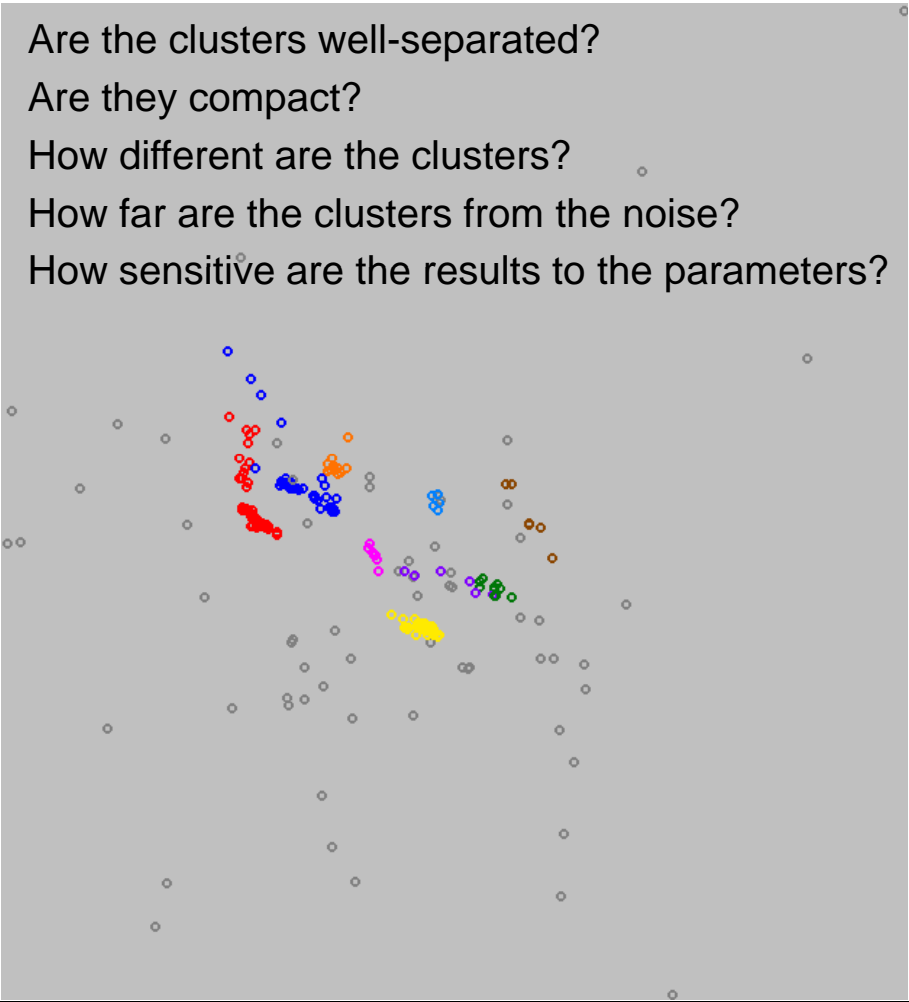 Are the clusters well-separated?
Are they compact?
How different are the clusters?
How far are the clusters from the noise?
How sensitive are the results to the parameters?